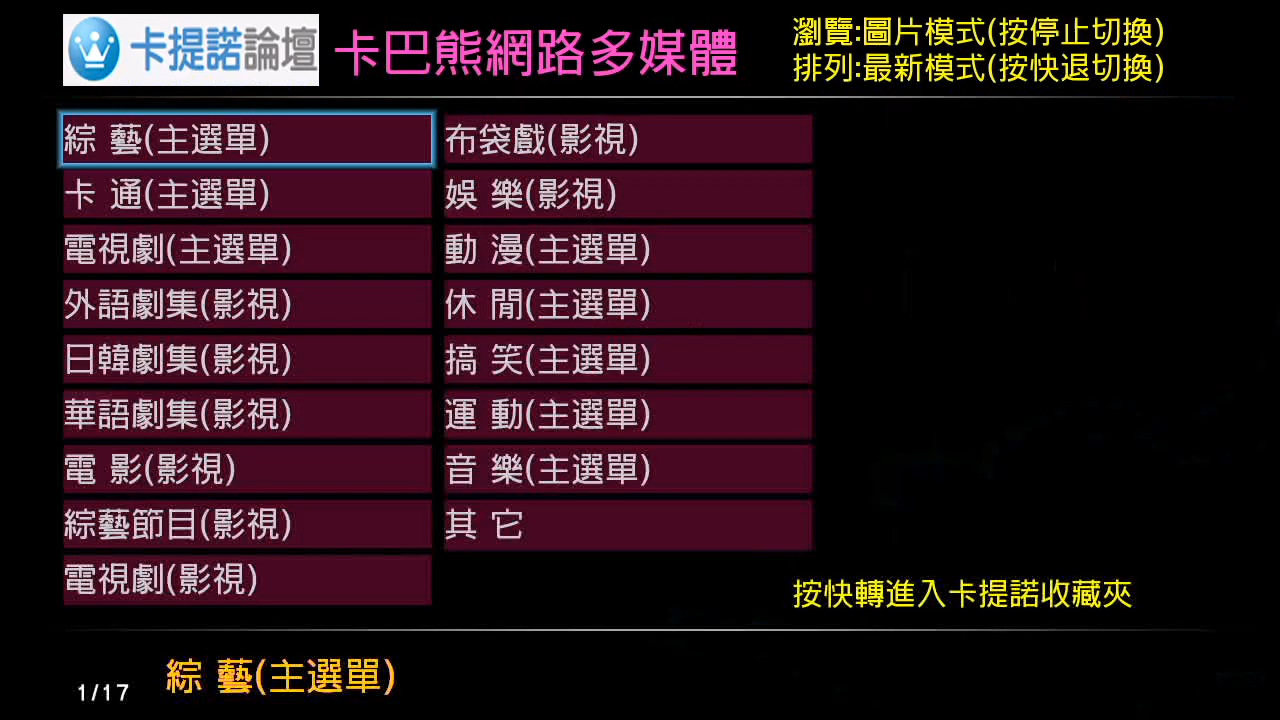 卡提諾論壇
卡巴熊網路多媒體
瀏覽:圖片模式(按停止切換)
排列:最新模式(按快退切換)
綜 藝(主選單)
卡 通(主選單)
電視劇(主選單)
外語劇集(影視)
日韓劇集(影視)
華語劇集(影視)
電 影(影視)
綜藝節目(影視)
電視劇(影視)
布袋戲(影視)
娛 樂(影視)
動 漫(主選單)
休 閒(主選單)
搞 笑(主選單)
運 動(主選單)
音 樂(主選單)
其 它
按快轉進入卡提諾收藏夾
1/17
綜 藝(主選單)